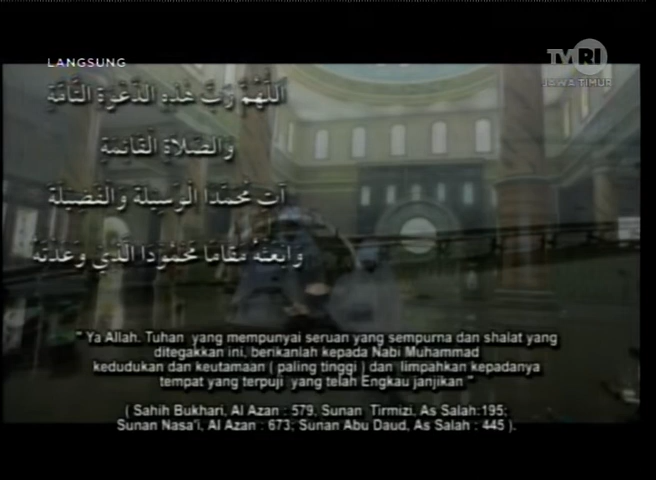 LANGSUNG
TVRI
JAWA TIMUR
اَللّٰهُمَّ رَبَّ هَذِهِ الدَّعْوَةِ التَّامَّةِ
وَالصَّلَاةِ الْقَائِمَةِ
آتِ مُحَمَّدًا الْوَسِيلَةَ وَالْفَضِيلَةَ
وَابْعَثْهُ مَقَامًا مَحْمُودًا الَّذِي وَعَدْتَهُ
" Ya Allah. Tuhan yang mempunyai seruan yang sempurna dan shalat yang
ditegakkan ini, berikanlah kepada Nabi Muhammad
kedudukan dan keutamaan ( paling tinggi ) dan limpahkan kepadanya
tempat yang terpuji yang telah Engkau janjikan "
( Sahih Bukhari, Al Azan : 579, Sunan Tirmizi, As Salah:195;
Sunan Nasa'i, Al Azan : 673; Sunan Abu Daud, As Salah : 445 ).